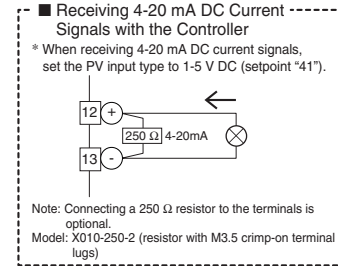 ■ Receiving 4-20 mA DC Current
Signals with the Controller
* When receiving 4-20 mA DC current signals,
set the PV input type to 1-5 V DC (setpoint “41”).
12 +
250 Ω 4-20mA
13 -
Note: Connecting a 250 Ω resistor to the terminals is
optional.
Model: X010-250-2 (resistor with M3.5 crimp-on terminal
lugs)